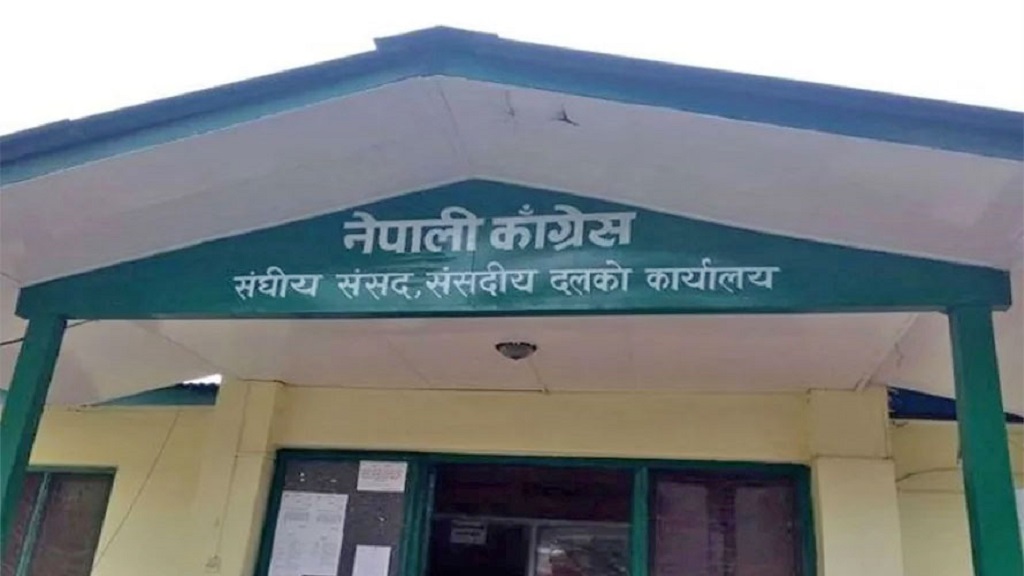 नेपाली काँग्रेस
संघीय संसद, संसदीय दलको कार्यालय